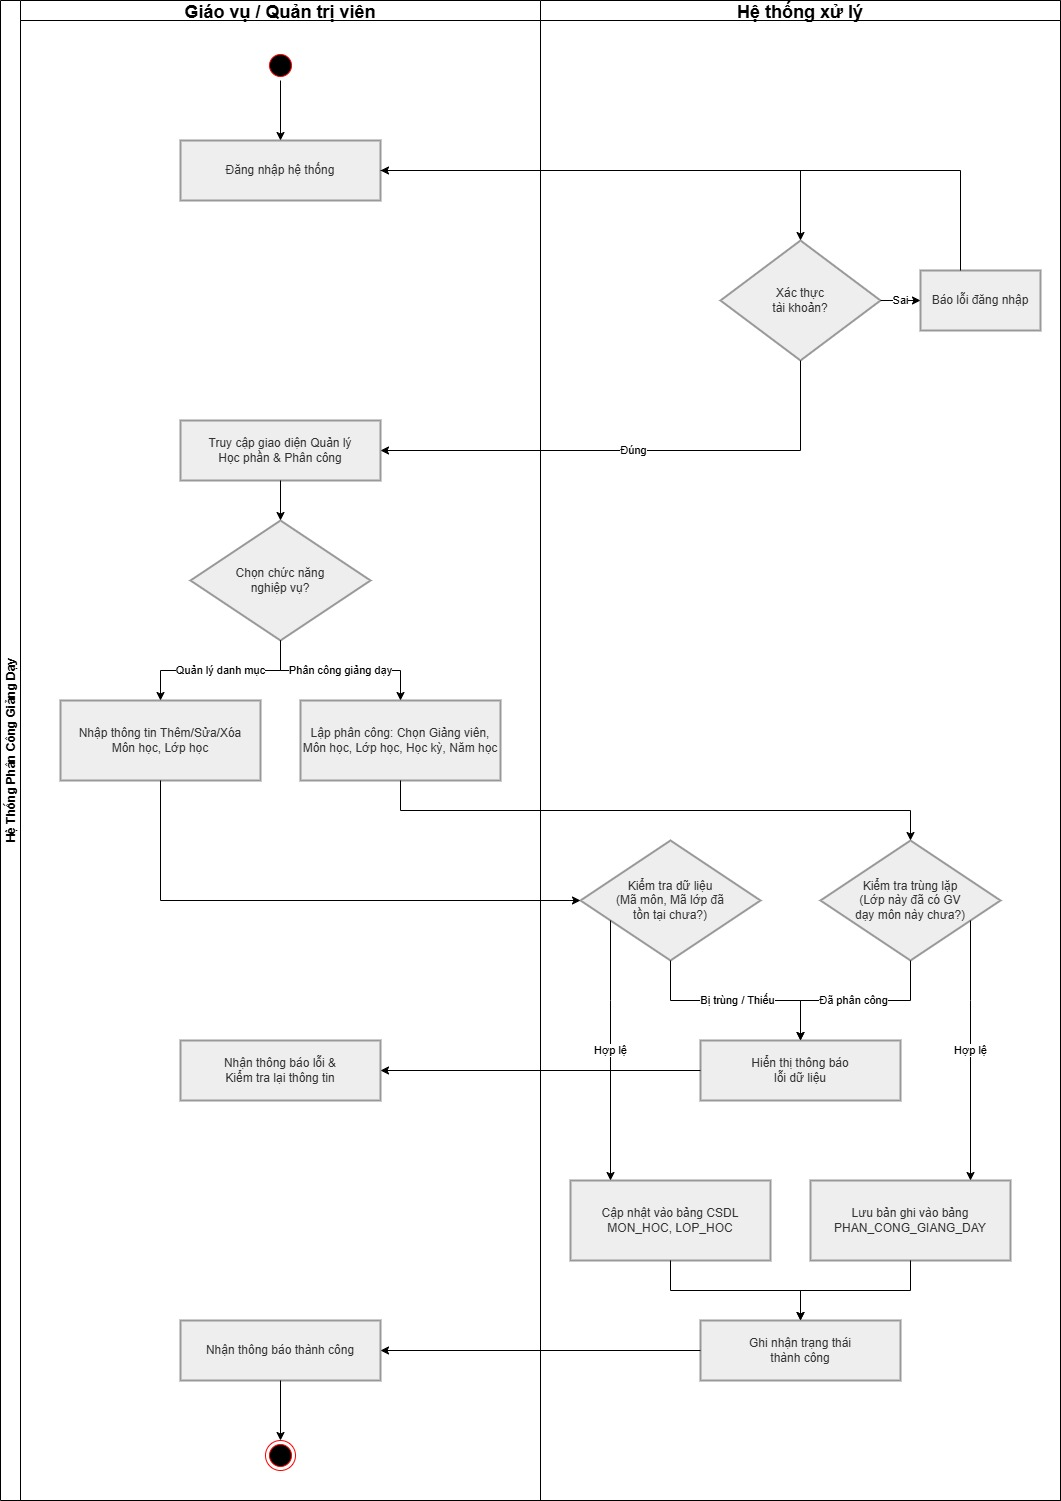 Giáo vụ / Quản trị viên
Hệ thống xử lý
Hệ Thống Phân Công Giảng Dạy
Đăng nhập hệ thống
Xác thực
tài khoản?
Sai
Báo lỗi đăng nhập
Truy cập giao diện Quản lý
Học phần & Phân công
Đúng
Chọn chức năng
nghiệp vụ?
Quản lý danh mục
Phân công giảng dạy
Nhập thông tin Thêm/Sửa/Xóa
Môn học, Lớp học
Lập phân công: Chọn Giảng viên,
Môn học, Lớp học, Học kỳ, Năm học
Kiểm tra dữ liệu
(Mã môn, Mã lớp đã
tồn tại chưa?)
Kiểm tra trùng lặp
(Lớp này đã có GV
dạy môn này chưa?)
Bị trùng / Thiếu
Đã phân công
Hợp lệ
Hợp lệ
Nhận thông báo lỗi &
Kiểm tra lại thông tin
Hiển thị thông báo
lỗi dữ liệu
Cập nhật vào bảng CSDL
MON_HOC, LOP_HOC
Lưu bản ghi vào bảng
PHAN_CONG_GIANG_DAY
Nhận thông báo thành công
Ghi nhận trạng thái
thành công